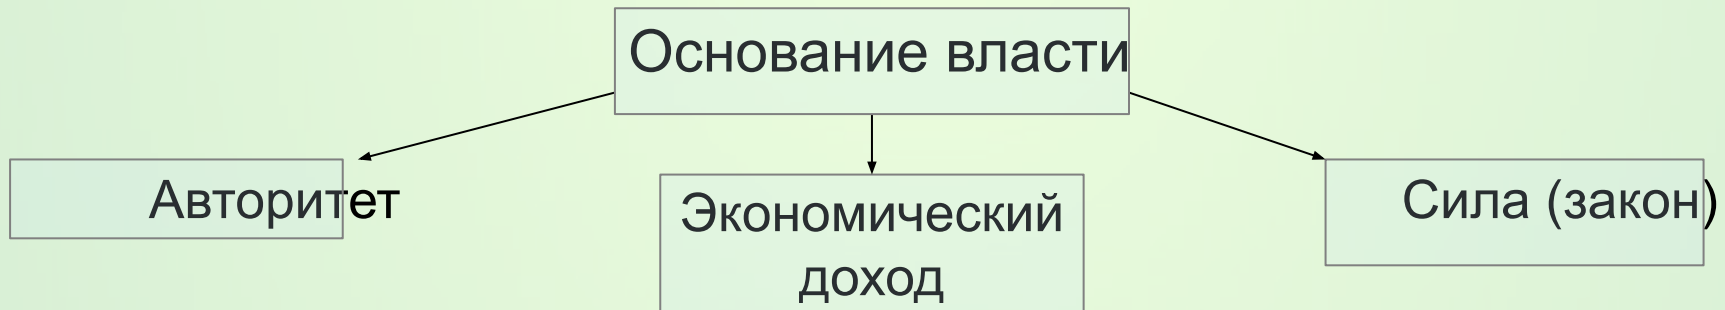 Основание власти
Авторитет
Экономический
доход
Сила (закон)